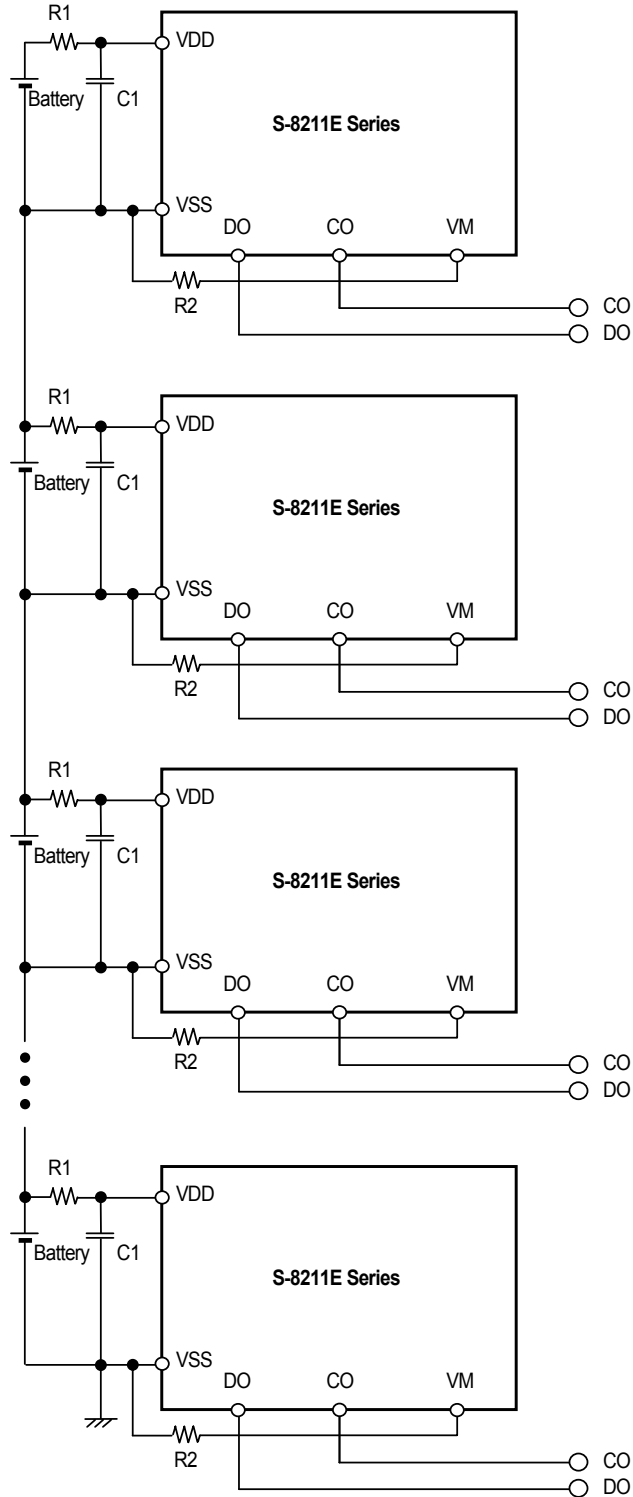 R1
VDD
Battery
C1
S-8211E Series
VSS
DO
CO
VM
R2
CO
DO
R1
VDD
Battery
C1
S-8211E Series
VSS
DO
CO
VM
R2
CO
DO
R1
VDD
Battery
C1
S-8211E Series
VSS
DO
CO
VM
R2
CO
DO
R1
VDD
Battery
C1
S-8211E Series
VSS
DO
CO
VM
R2
CO
DO